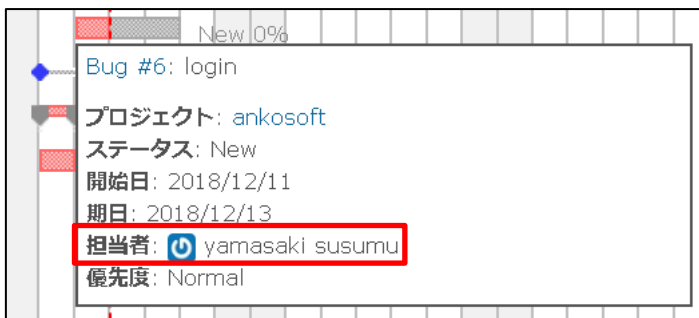 New 0%
Bug #6: login
プロジェクト: ankosoft
ステータス: New
開始日: 2018/12/11
期日: 2018/12/13
担当者: yamasaki susumu
優先度: Normal